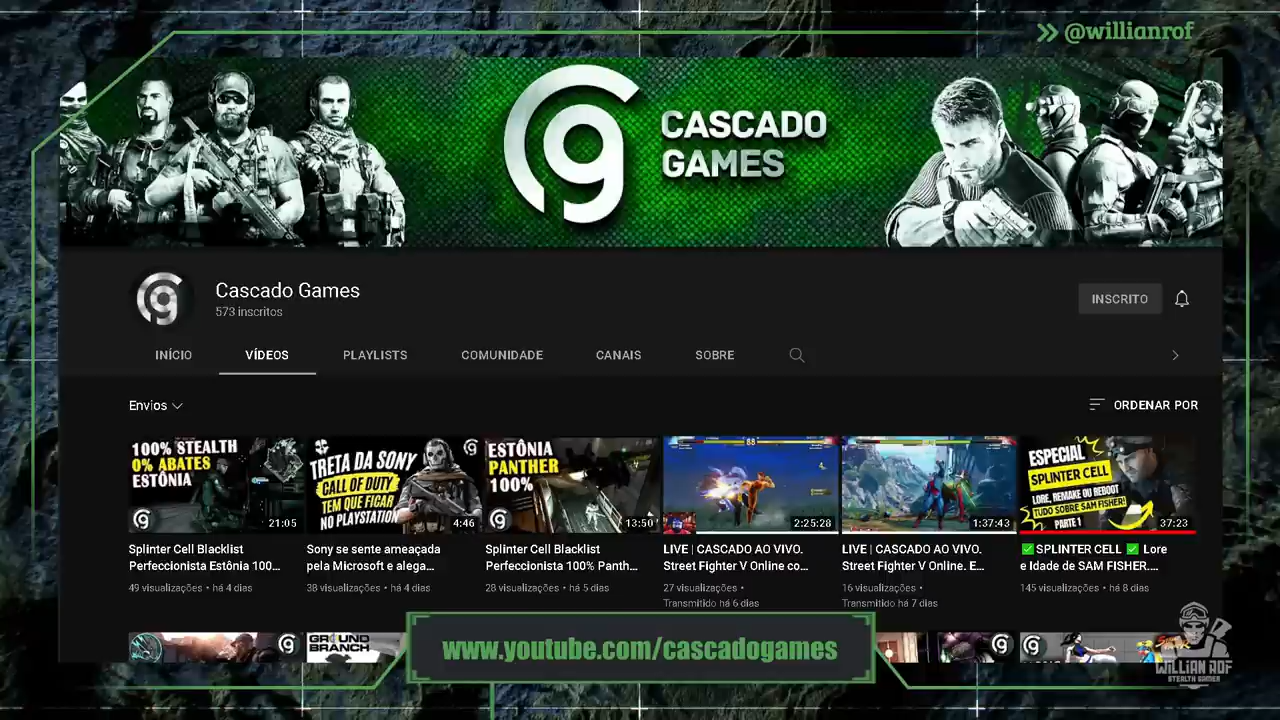 @willianrof
CASCADO
GAMES
Cascado Games
573 inscritos
INSCRITO
INÍCIO
VÍDEOS
PLAYLISTS
COMUNIDADE
CANAIS
SOBRE
Envios
ORDENAR POR
100% STEALTH
0% ABATES
ESTÔNIA
21:05
TRETA DA SONY
CALL OF DUTY
TEM QUE FICAR
NO PLAYSTATION
4:46
ESTÔNIA
PANTHER
100%
13:50
88
2:25:28
1:37:43
ESPECIAL
SPLINTER CELL
LORE, REMAKE OU REBOOT
TUDO SOBRE SAM FISHER!
PARTE 1
37:23
Splinter Cell Blacklist
Perfeccionista Estônia 100...
49 visualizações • há 4 dias
Sony se sente ameaçada
pela Microsoft e alega...
38 visualizações • há 4 dias
Splinter Cell Blacklist
Perfeccionista 100% Panth...
28 visualizações • há 5 dias
LIVE | CASCADO AO VIVO.
Street Fighter V Online co...
27 visualizações •
Transmitido há 6 dias
LIVE | CASCADO AO VIVO.
Street Fighter V Online. E...
16 visualizações •
Transmitido há 7 dias
✅ SPLINTER CELL ✅ Lore
e Idade de SAM FISHER....
145 visualizações • há 8 dias
GROUND
BRANCH
www.youtube.com/cascadogames
WILLIAN ROF
STEALTH GAMER